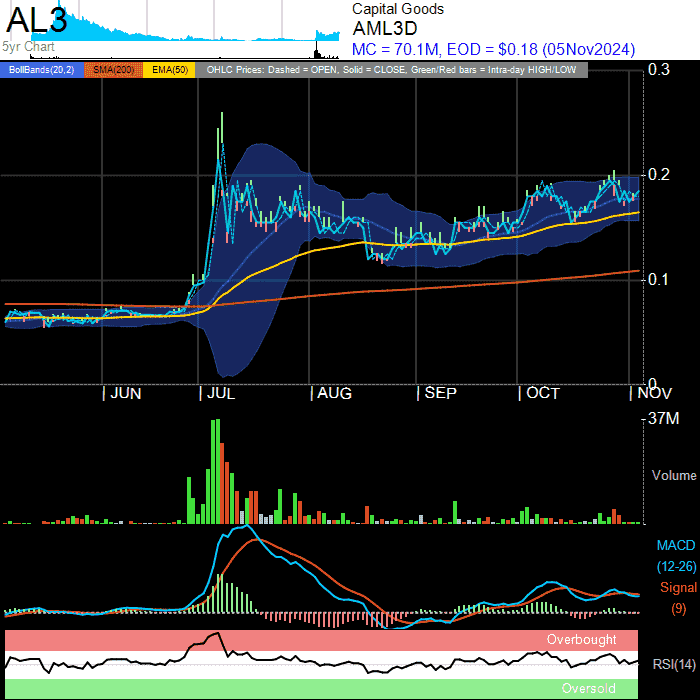 AL3
5yr Chart
Capital Goods
AML3D
MC = 70.1M, EOD = $0.18 (05Nov2024)
BollBands(20,2) SMA(200) EMA(50) OHLC Prices: Dashed = OPEN, Solid = CLOSE, Green/Red bars = Intra-day HIGH/LOW
0.3
0.2
0.1
0
JUN JUL AUG SEP OCT NOV
37M
Volume
MACD
(12-26)
Signal
(9)
Overbought
RSI(14)
Oversold